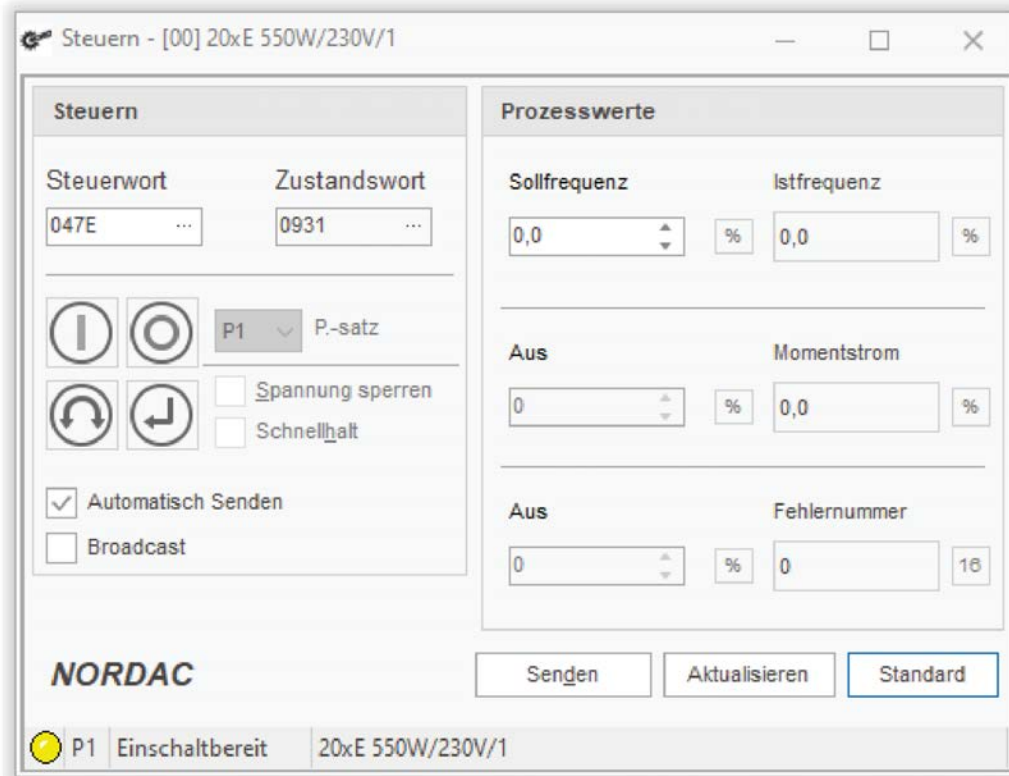 Steuern - [00] 20xE 550W/230V/1
Steuern
Steuerwort Zustandswort
047E ... 0931 ...
P1 P.-satz
Spannung sperren
Schnellhalt
Automatisch Senden
Broadcast
Prozesswerte
Sollfrequenz Istfrequenz
0,0 % 0,0 %
Aus Momentstrom
0 % 0,0 %
Aus Fehlernummer
0 % 0 16
NORDAC
Senden Aktualisieren Standard
P1 Einschaltbereit 20xE 550W/230V/1